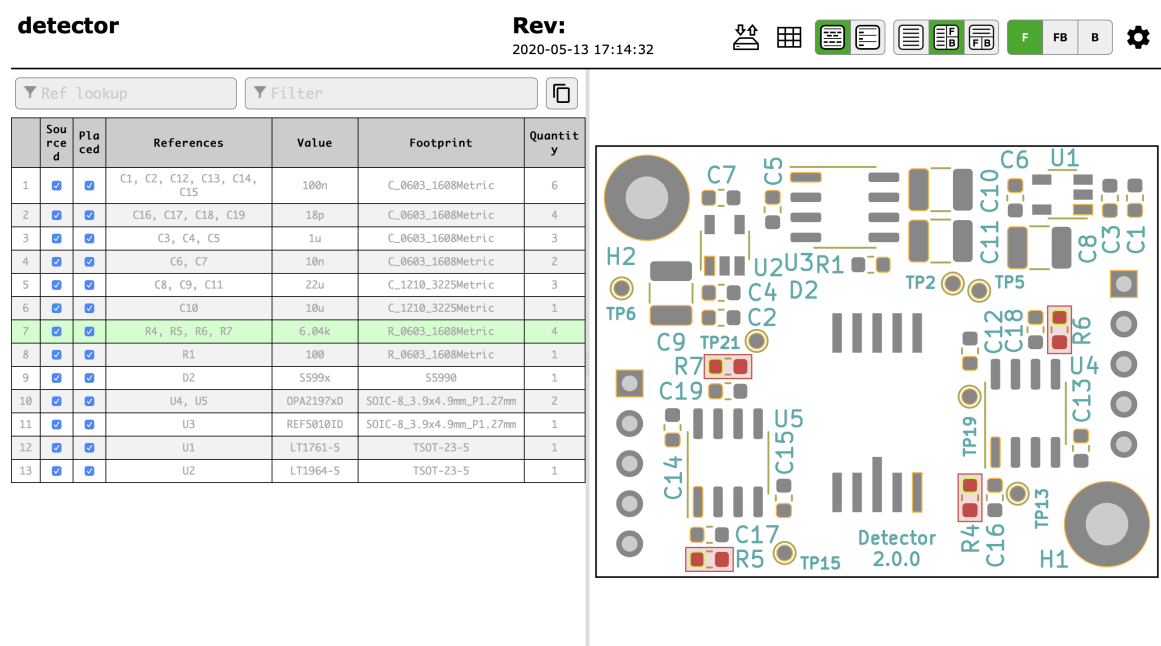 detector
Rev:
2020-05-13 17:14:32
F FB B
F B
F B
Ref lookup
Filter
Sou rce d
Pla ced
References
Value
Footprint
Quantit y
1 C1, C2, C12, C13, C14, C15 100n C_0603_1608Metric 6
2 C16, C17, C18, C19 18p C_0603_1608Metric 4
3 C3, C4, C5 1u C_0603_1608Metric 3
4 C6, C7 10n C_0603_1608Metric 2
5 C8, C9, C11 22u C_1210_3225Metric 3
6 C10 10u C_1210_3225Metric 1
7 R4, R5, R6, R7 6.04k R_0603_1608Metric 4
8 R1 100 R_0603_1608Metric 1
9 D2 S599x S5990 1
10 U4, U5 OPA2197xD SOIC-8_3.9x4.9mm_P1.27mm 2
11 U3 REF5010ID SOIC-8_3.9x4.9mm_P1.27mm 1
12 U1 LT1761-5 TSOT-23-5 1
13 U2 LT1964-5 TSOT-23-5 1
C7
C5
C10
C6
U1
H2
C11
C8
C3
C1
U2
U3
R1
TP2
TP5
TP6
C4
D2
C2
C9
TP21
C12
C18
R6
R7
C19
U4
C13
TP19
U5
C15
C14
C17
R5
TP15
Detector
2.0.0
R4
C16
TP13
H1